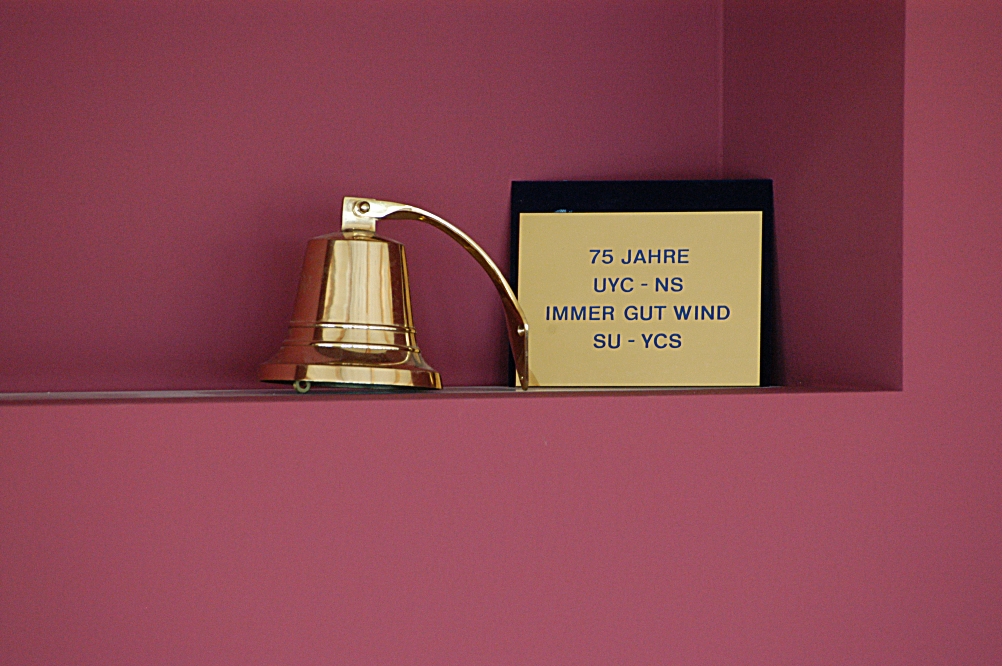 75 JAHRE
UYC - NS
IMMER GUT WIND
SU - YCS